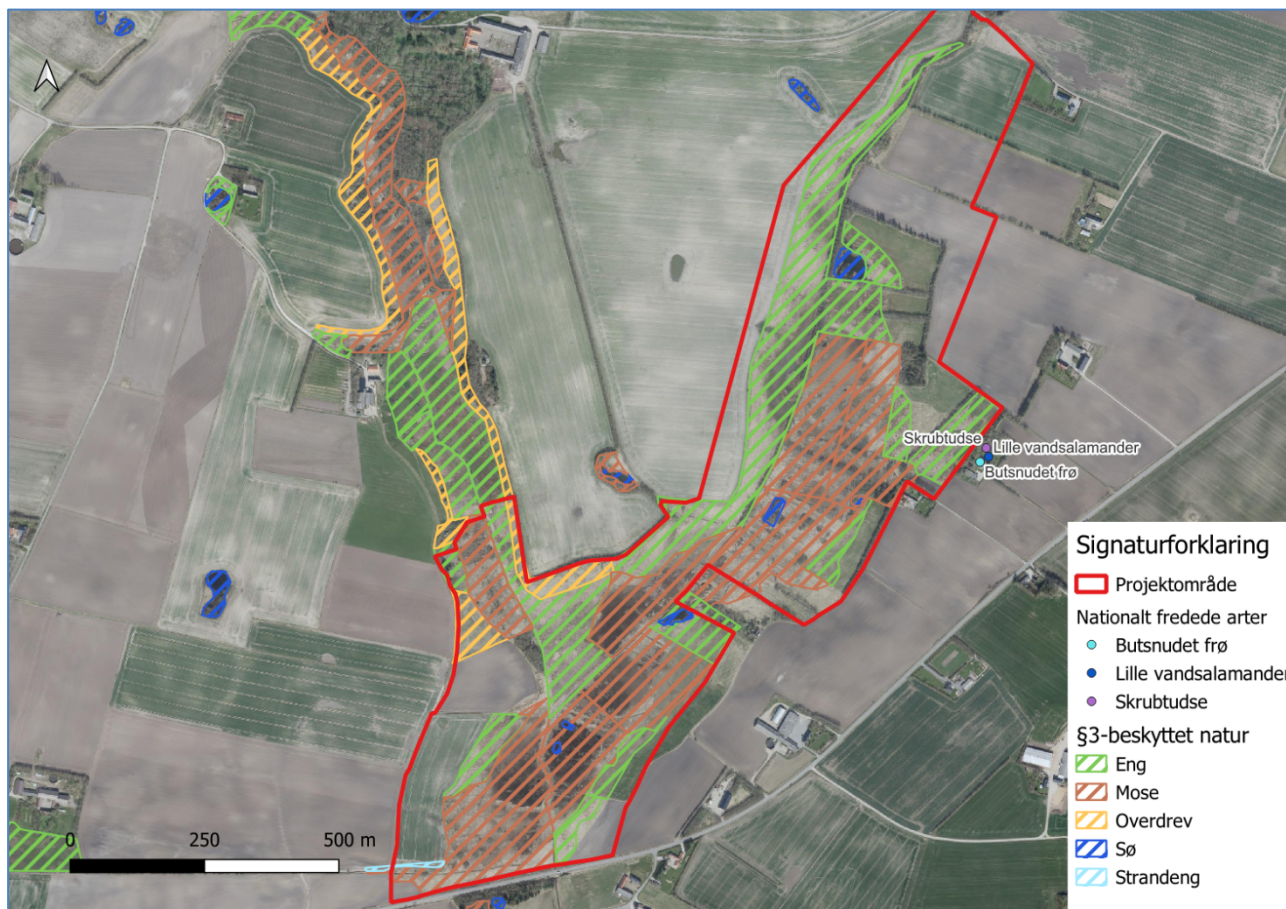 Skrubtudse
Lille vandsalamander
Butsnudet frø
Signaturforklaring
Projektområde
Nationalt fredede arter
Butsnudet frø
Lille vandsalamander
Skrubtudse
§3-beskyttet natur
Eng
Mose
Overdrev
Sø
Strandeng
0 250 500 m